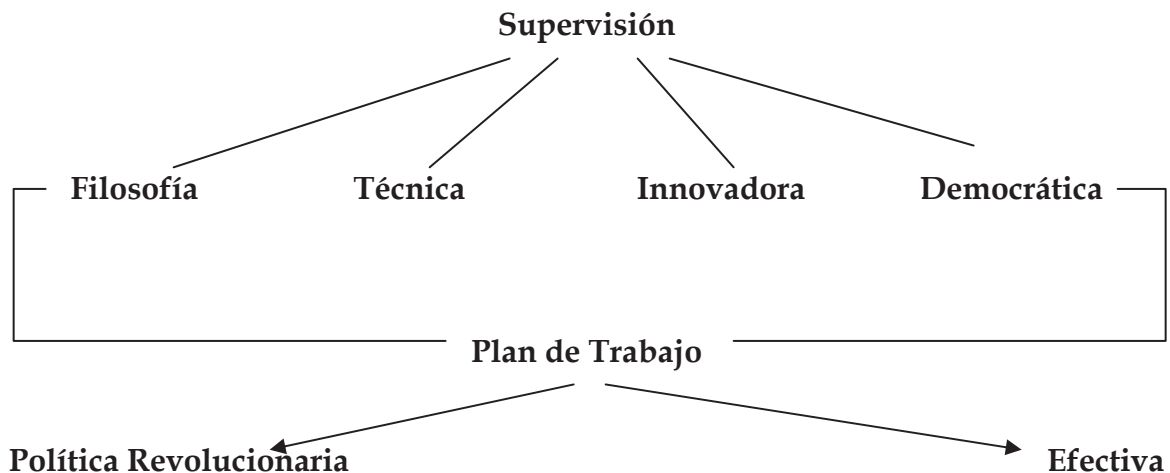 Supervisión
Filosofía Técnica Innovadora Democrática
Plan de Trabajo
Política Revolucionaria Efectiva